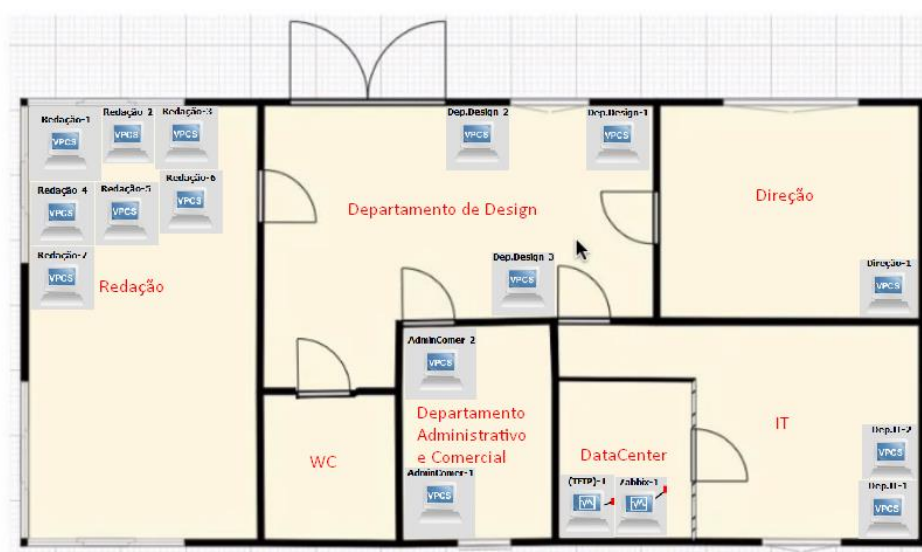 Redação-1
Redação 2
Redação-3
VPCS
VPCS
VPCS
Redação 4
Redação-5
Redação-6
VPCS
VPCS
VPCS
Redação-7
VPCS
Redação
Dep.Design 2
Dep.Design-1
VPCS
VPCS
Departamento de Design
Dep.Design 3
VPCS
Direção
Direção-1
VPCS
AdminComer 2
VPCS
Departamento
Administrativo
e Comercial
AdminComer-1
VPCS
WC
DataCenter
(TFTP)-1
Zabbix-1
IT
Dep.IT-2
VPCS
Dep.IT-1
VPCS